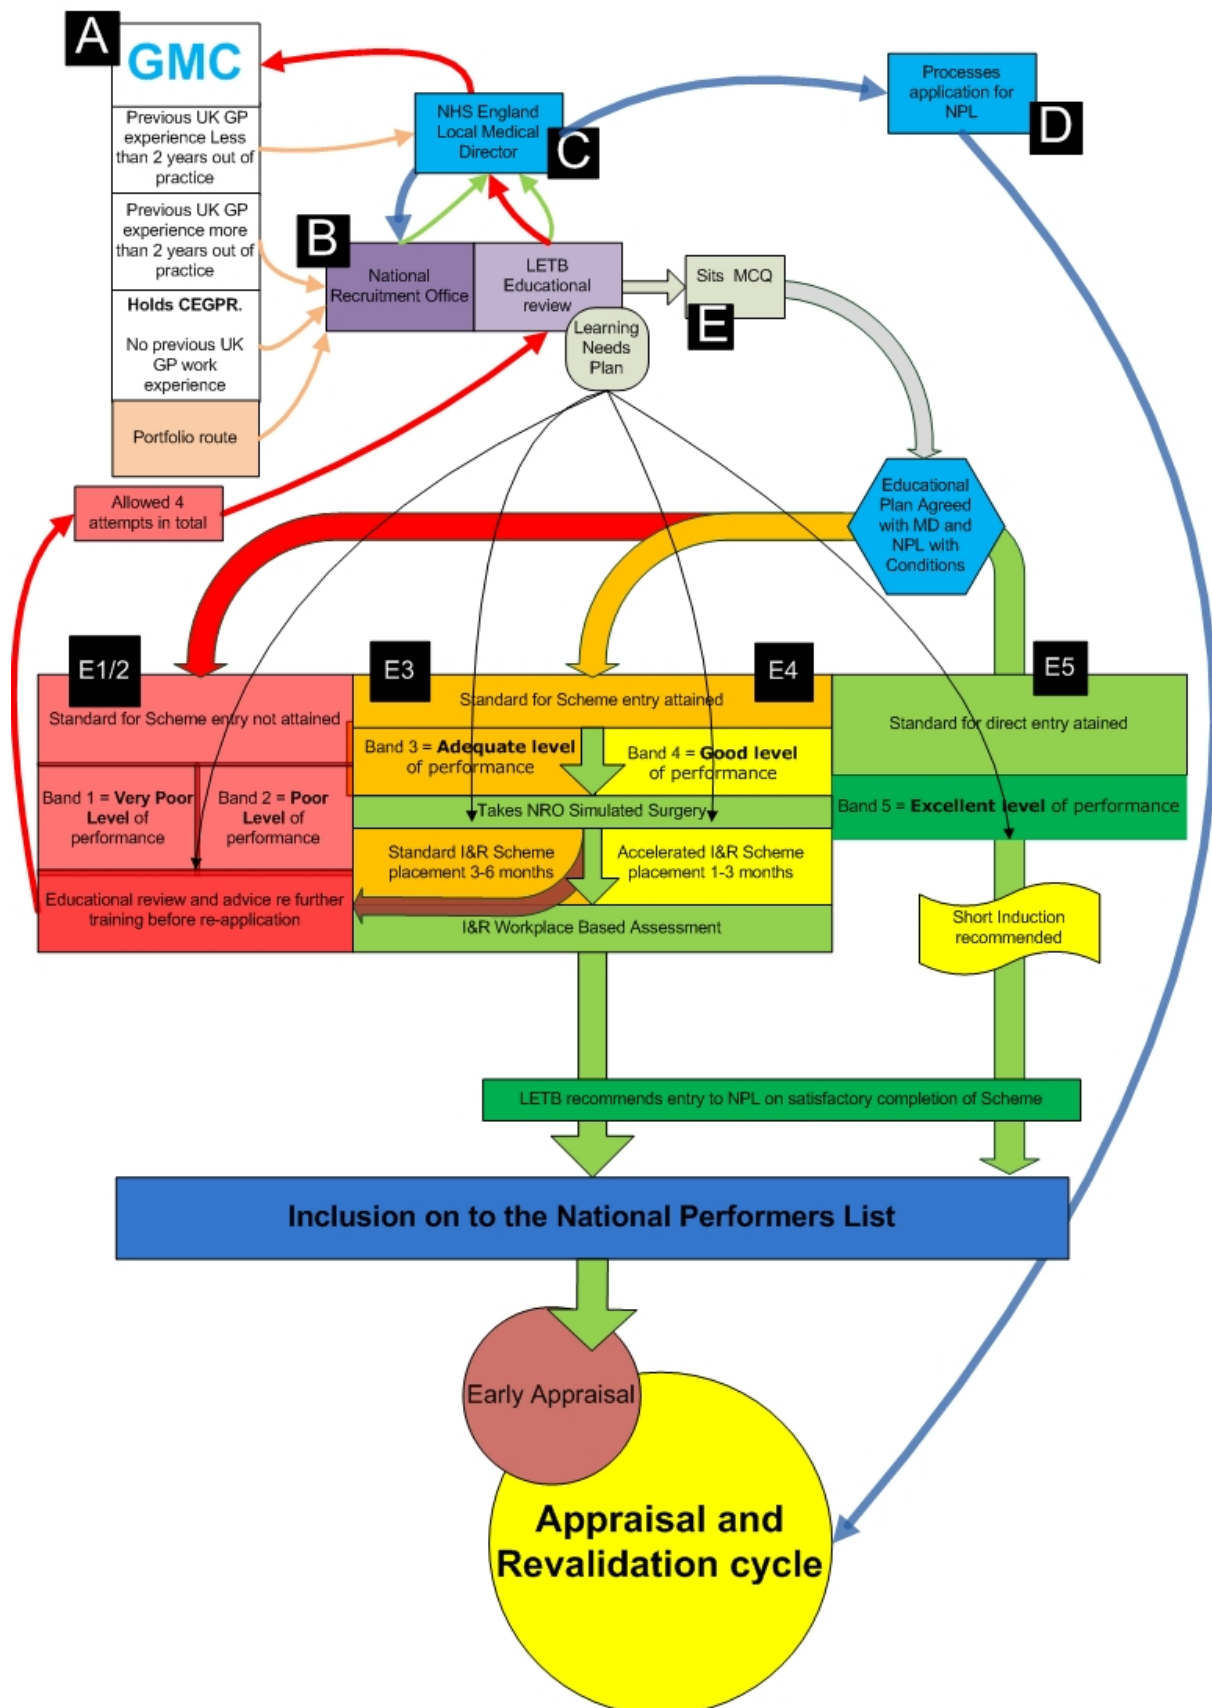 A
GMC
Previous UK GP
experience Less
than 2 years out of
practice
Previous UK GP
experience more
than 2 years out of
practice
Holds CEGPR.
No previous UK
GP work
experience
Portfolio route
NHS England
Local Medical
Director
C
Processes
application for
NPL
D
B
National
Recruitment Office
LETB
Educational
review
Learning
Needs
Plan
Sits MCQ
E
Allowed 4
attempts in total
Educational
Plan Agreed
with MD and
NPL with
Conditions
E1/2
Standard for Scheme entry not attained
Band 1 = Very Poor
Level of
performance
Band 2 = Poor
Level of
performance
Educational review and advice re further
training before re-application
E3
E4
Standard for Scheme entry attained
Band 3 = Adequate level
of performance
Band 4 = Good level
of performance
Takes NRO Simulated Surgery
Standard I&R Scheme
placement 3-6 months
Accelerated I&R Scheme
placement 1-3 months
I&R Workplace Based Assessment
E5
Standard for direct entry atained
Band 5 = Excellent level of performance
Short Induction
recommended
LETB recommends entry to NPL on satisfactory completion of Scheme
Inclusion on to the National Performers List
Early Appraisal
Appraisal and
Revalidation cycle